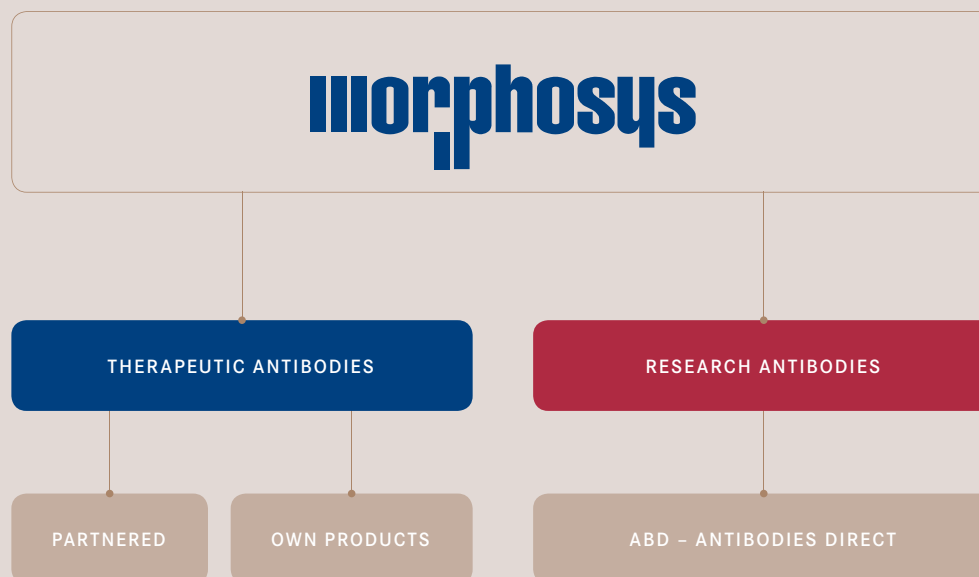 morphosys
THERAPEUTIC ANTIBODIES
RESEARCH ANTIBODIES
PARTNERED
OWN PRODUCTS
ABD – ANTIBODIES DIRECT